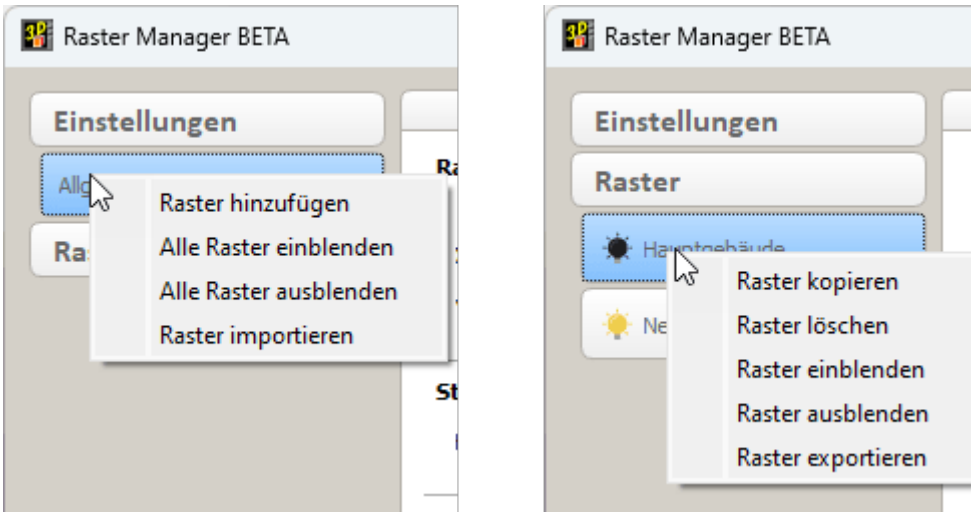 Raster Manager BETA
Einstellungen
Raster hinzufügen
Alle Raster einblenden
Alle Raster ausblenden
Raster importieren
Raster Manager BETA
Einstellungen
Raster
Hauptgebäude
Raster kopieren
Raster löschen
Raster einblenden
Raster ausblenden
Raster exportieren